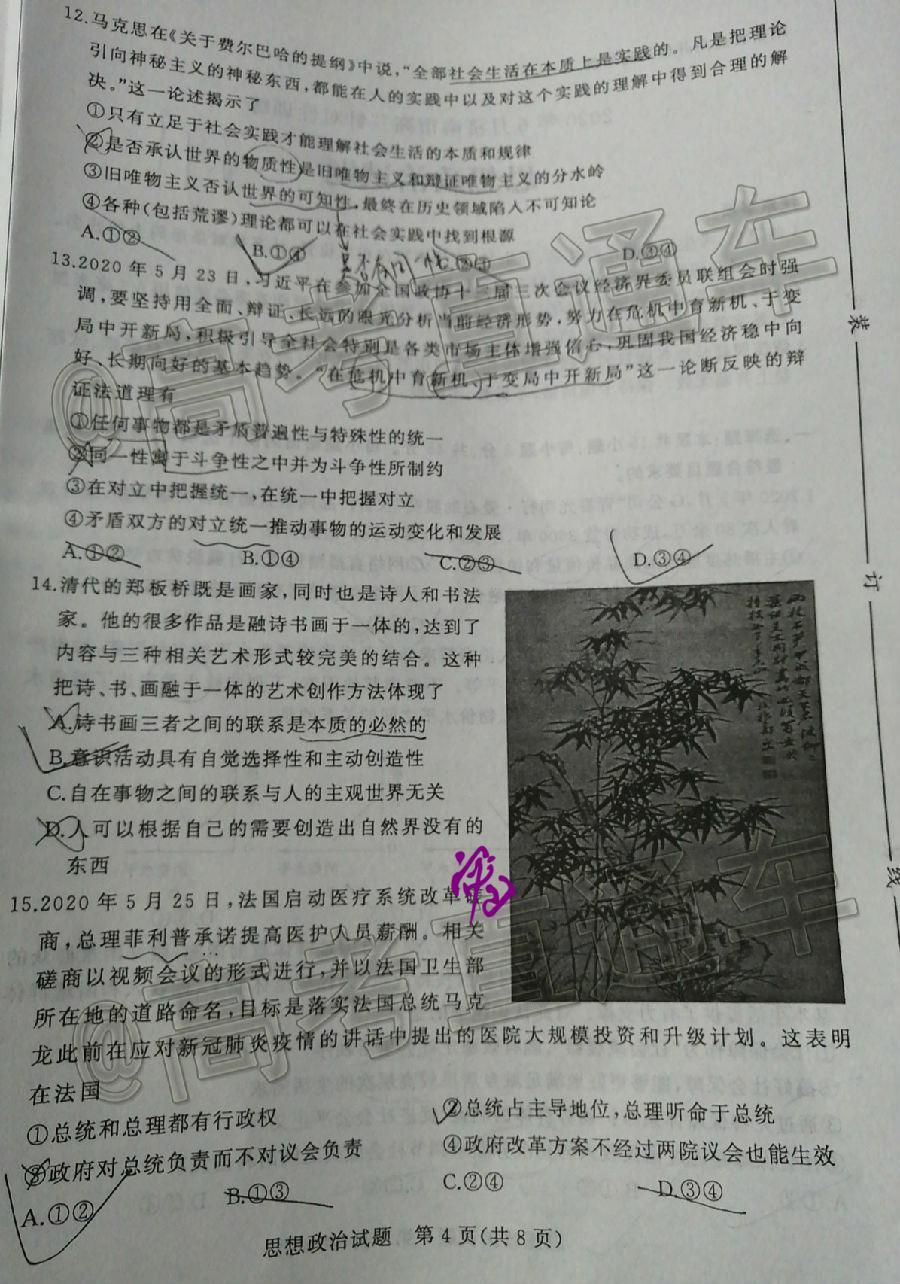 12.马克思在《关于费尔巴哈的提纲》中说,“全部社会生活在本质上是实践的。凡是把理论
引向神秘主义的神秘东西,都能在人的实践中以及对这个实践的理解中得到合理的解
决。”这一论述揭示了
①只有立足于社会实践才能理解社会生活的本质和规律
②是否承认世界的物质性是旧唯物主义和辩证唯物主义的分水岭
③旧唯物主义否认世界的可知性,最终在历史领域陷入不可知论
④各种(包括荒谬)理论都可以在社会实践中找到根源
A.①② B.①④ C.②③ D.③④
13.2020年5月23日,习近平在参加全国政协十三届三次会议经济界委员联组会时强
调,要坚持用全面、辩证、长远的眼光分析当前经济形势,努力在危机中育新机、于变
局中开新局,积极引导全社会特别是各类市场主体增强信心,巩固我国经济稳中向
好、长期向好的基本趋势。“在危机中育新机、于变局中开新局”这一论断反映的辩
证法道理有
①任何事物都是矛盾普遍性与特殊性的统一
②同一性寓于斗争性之中并为斗争性所制约
③在对立中把握统一,在统一中把握对立
④矛盾双方的对立统一推动事物的运动变化和发展
A.①② B.①④ C.②③ D.③④
14.清代的郑板桥既是画家,同时也是诗人和书法
家。他的很多作品是融诗书画于一体的,达到了
内容与三种相关艺术形式较完美的结合。这种
把诗、书、画融于一体的艺术创作方法体现了
A.诗书画三者之间的联系是本质的必然的
B.意识活动具有自觉选择性和主动创造性
C.自在事物之间的联系与人的主观世界无关
D.人可以根据自己的需要创造出自然界没有的
东西
15.2020年5月25日,法国启动医疗系统改革磋
商,总理菲利普承诺提高医护人员薪酬。相关
磋商以视频会议的形式进行,并以法国卫生部
所在地的道路命名,目标是落实法国总统马克
龙此前在应对新冠肺炎疫情的讲话中提出的医院大规模投资和升级计划。这表明
在法国
①总统和总理都有行政权 ②总统占主导地位,总理听命于总统
③政府对总统负责而不对议会负责 ④政府改革方案不经过两院议会也能生效
A.①② B.①③ C.②④ D.③④
思想政治试题 第4页(共8页)
装
订
线
@高考直通车
@高考直通车